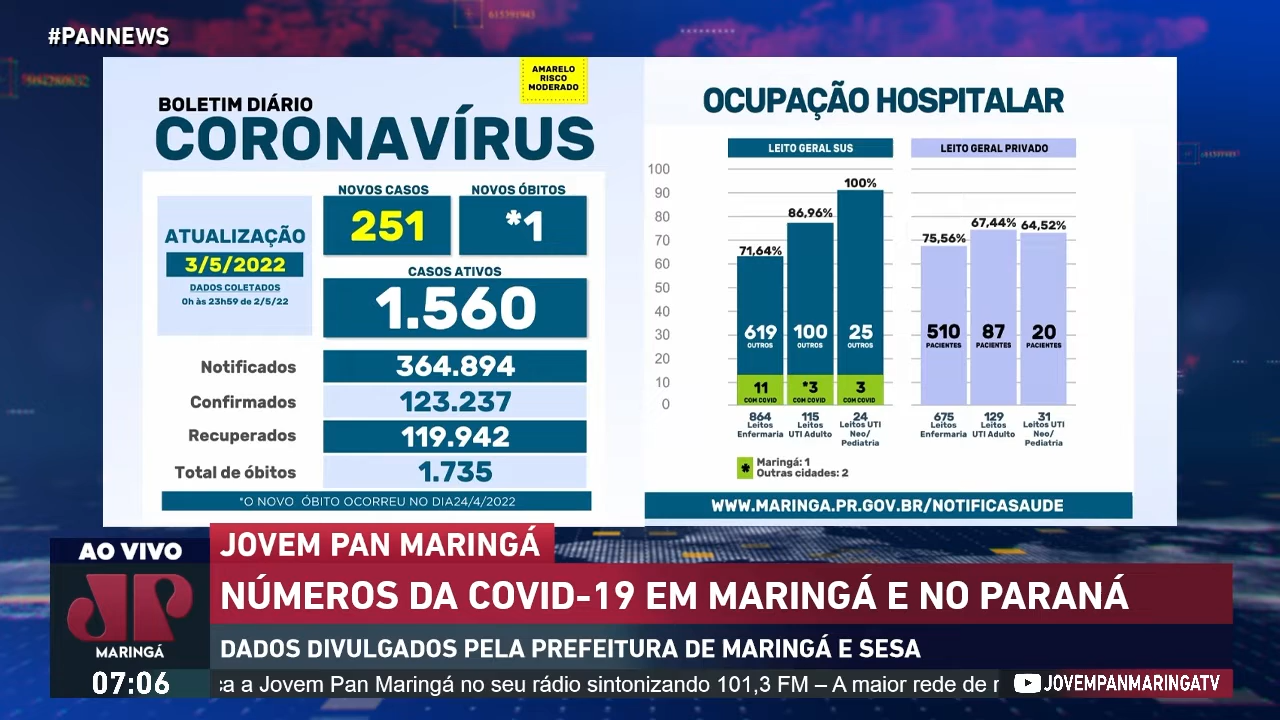 #PANNEWS
AMARELO
RISCO
MODERADO
BOLETIM DIÁRIO
CORONAVÍRUS
ATUALIZAÇÃO
3/5/2022
DADOS COLETADOS
0h às 23h59 de 2/5/22
NOVOS CASOS
251
NOVOS ÓBITOS
*1
CASOS ATIVOS
1.560
Notificados 364.894
Confirmados 123.237
Recuperados 119.942
Total de óbitos 1.735
*O NOVO ÓBITO OCORREU NO DIA24/4/2022
OCUPAÇÃO HOSPITALAR
LEITO GERAL SUS
LEITO GERAL PRIVADO
100
90
80
70
60
50
40
30
20
10
0
71,64%
86,96%
100%
75,56%
67,44%
64,52%
619
OUTROS
100
OUTROS
25
OUTROS
510
PACIENTES
87
PACIENTES
20
PACIENTES
11
COM COVID
*3
COM COVID
3
COM COVID
864
Leitos
Enfermaria
115
Leitos
UTI Adulto
24
Leitos UTI
Neo/
Pediatria
675
Leitos
Enfermaria
129
Leitos
UTI Adulto
31
Leitos UTI
Neo/
Pediatria
* Maringá: 1
Outras cidades: 2
WWW.MARINGA.PR.GOV.BR/NOTIFICASAUDE
JOVEM PAN MARINGÁ
AO VIVO
JP
MARINGÁ
07:06
NÚMEROS DA COVID-19 EM MARINGÁ E NO PARANÁ
DADOS DIVULGADOS PELA PREFEITURA DE MARINGÁ E SESA
a a Jovem Pan Maringá no seu rádio sintonizando 101,3 FM – A maior rede de
JOVEMPANMARINGATV